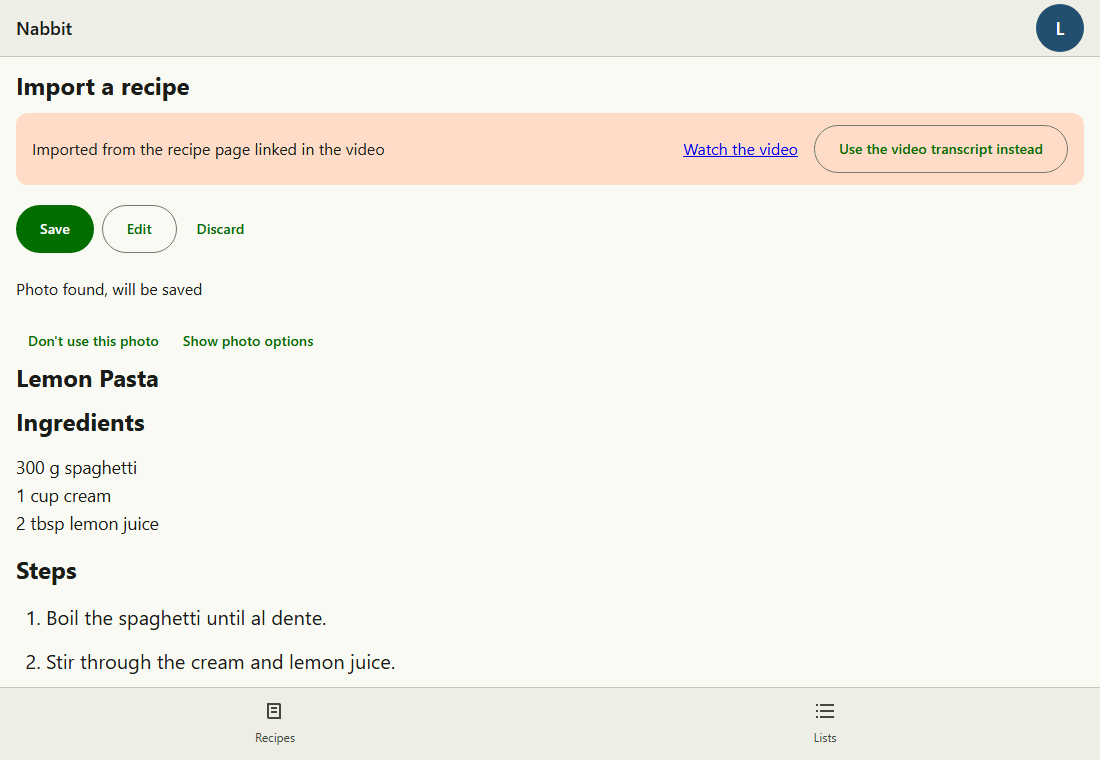 Nabbit
L
Import a recipe
Imported from the recipe page linked in the video
Watch the video
Use the video transcript instead
Save
Edit
Discard
Photo found, will be saved
Don't use this photo
Show photo options
Lemon Pasta
Ingredients
300 g spaghetti
1 cup cream
2 tbsp lemon juice
Steps
1. Boil the spaghetti until al dente.
2. Stir through the cream and lemon juice.
Recipes
Lists